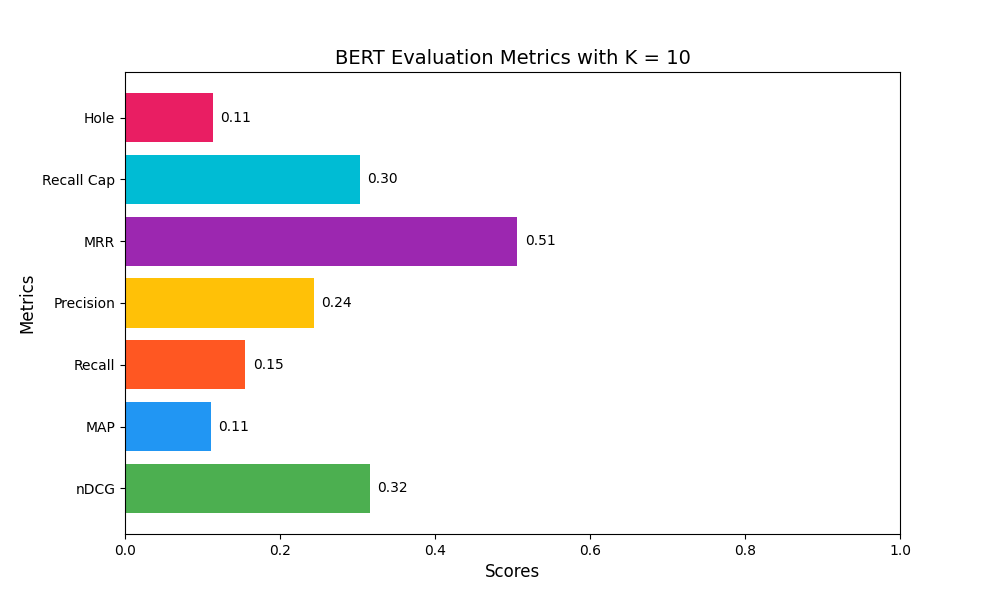 BERT Evaluation Metrics with K = 10
Hole 0.11
Recall Cap 0.30
MRR 0.51
Precision 0.24
Recall 0.15
MAP 0.11
nDCG 0.32
Metrics
0.0 0.2 0.4 0.6 0.8 1.0
Scores